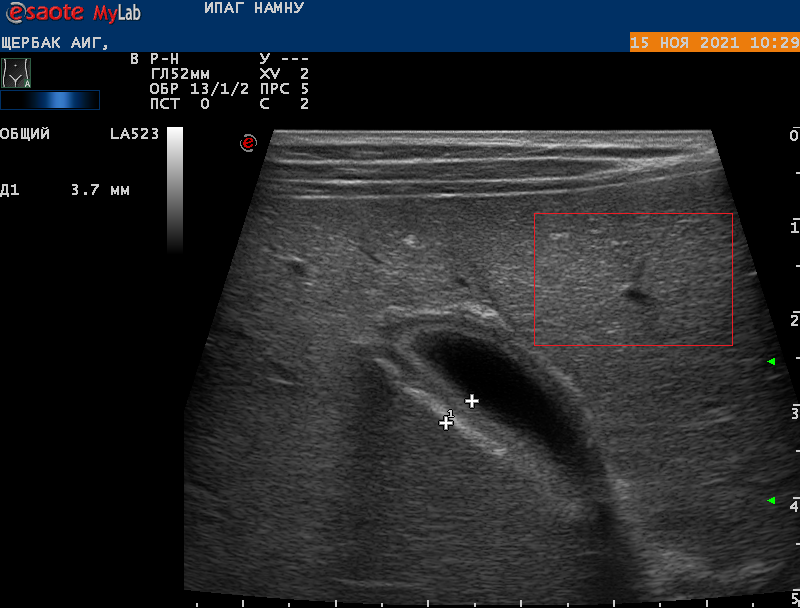 esaote MyLab
ИПАГ НАМНУ
ЩЕРБАК АИГ,
15 НОЯ 2021 10:29
B Р-Н У ---
ГЛ52мм XV 2
ОБР 13/1/2 ПРС 5
ПСТ 0 С 2
A
ОБЩИЙ LA523
e
Д1 3.7 мм
0
1
2
3
4
5
1